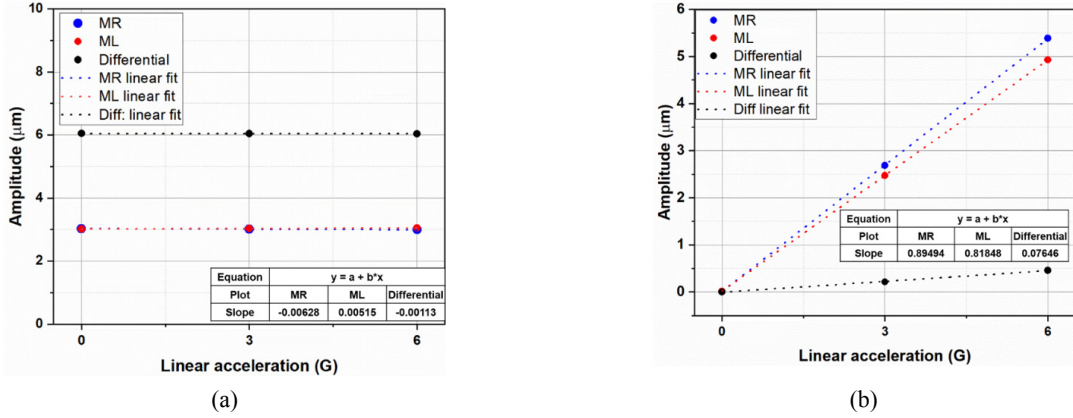 10
8
6
4
2
0
Amplitude (μm)
MR
ML
Differential
MR linear fit
ML linear fit
Diff: linear fit
Equation y = a + b*x
Plot MR ML Differential
Slope -0.00628 0.00515 -0.00113
0 3 6
Linear acceleration (G)
(a)
6
5
4
3
2
1
0
Amplitude (μm)
MR
ML
Differential
MR linear fit
ML linear fit
Diff linear fit
Equation y = a + b*x
Plot MR ML Differential
Slope 0.89494 0.81848 0.07646
0 3 6
Linear acceleration (G)
(b)